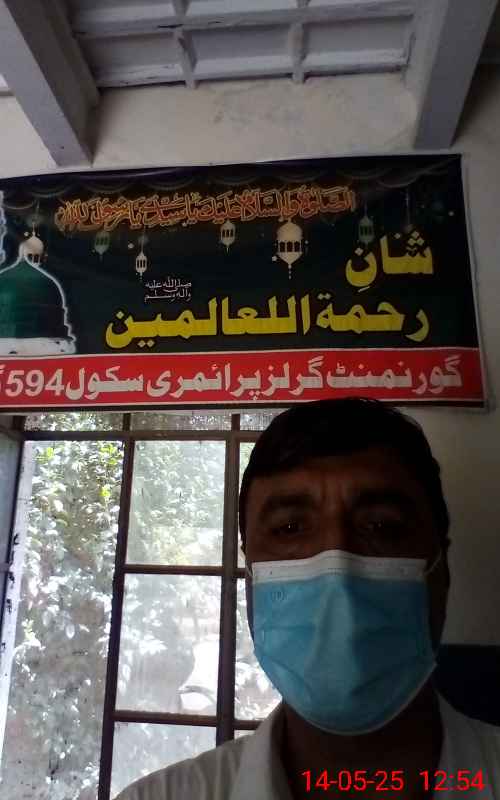 الصلوٰۃ والسلام علیک یا سیدی یا رسول اللہ
شانِ
صلی اللہ علیہ وآلہ وسلم
رحمۃ اللعالمین
گورنمنٹ گرلز پرائمری سکول 594
14-05-25 12:54